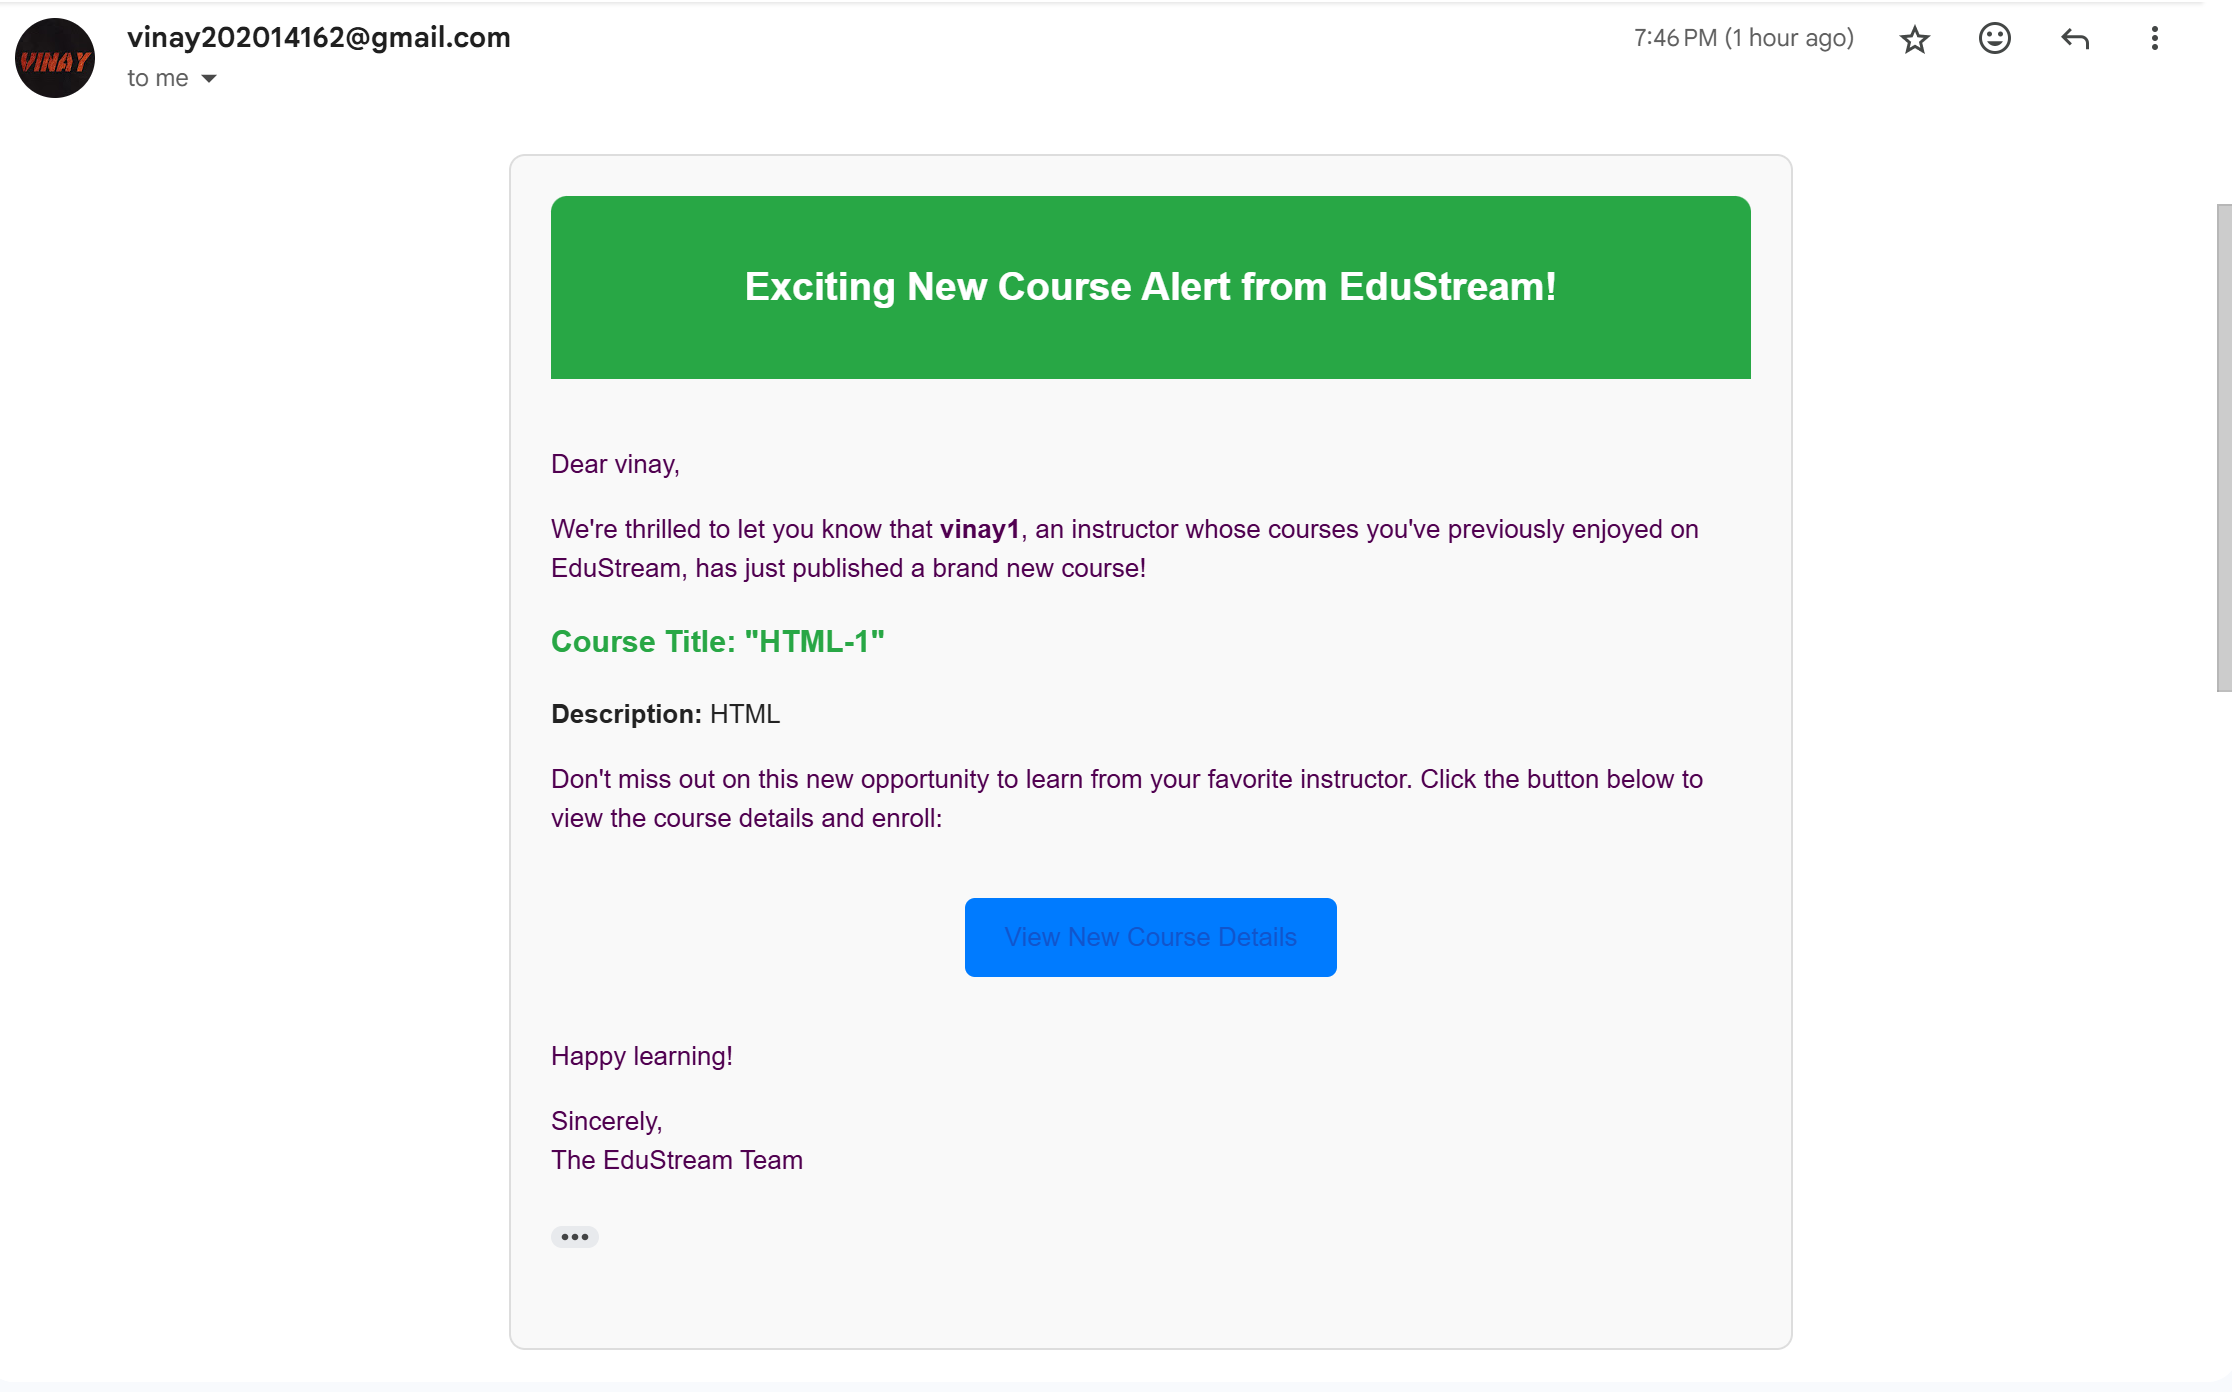 VINAY
vinay202014162@gmail.com
7:46 PM (1 hour ago)
to me
Exciting New Course Alert from EduStream!
Dear vinay,
We're thrilled to let you know that vinay1, an instructor whose courses you've previously enjoyed on
EduStream, has just published a brand new course!
Course Title: "HTML-1"
Description: HTML
Don't miss out on this new opportunity to learn from your favorite instructor. Click the button below to
view the course details and enroll:
View New Course Details
Happy learning!
Sincerely,
The EduStream Team